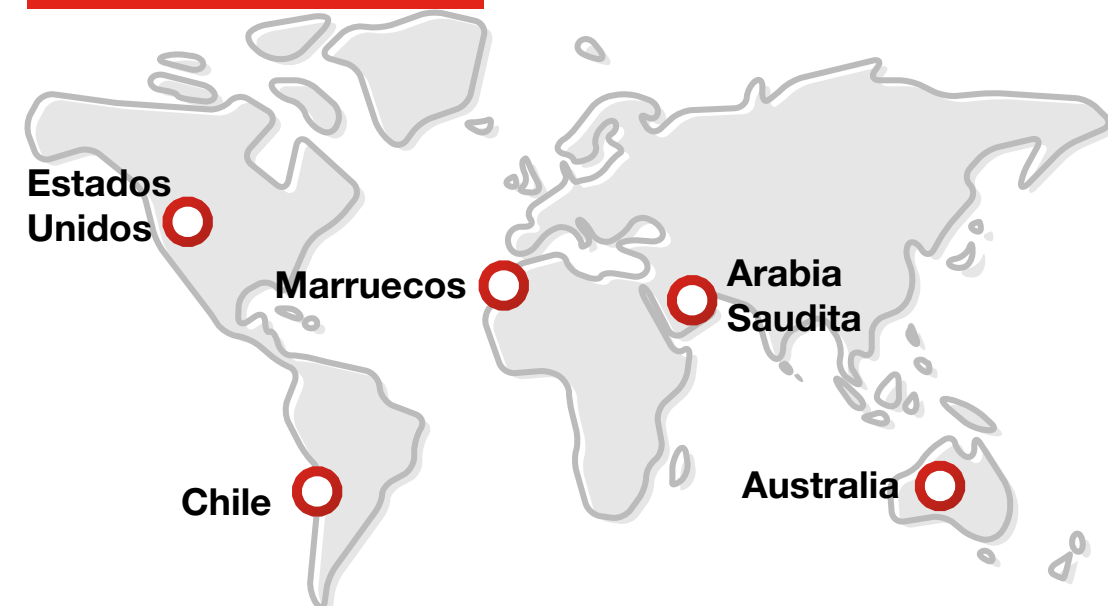 Estados
Unidos
Marruecos
Arabia
Saudita
Chile
Australia